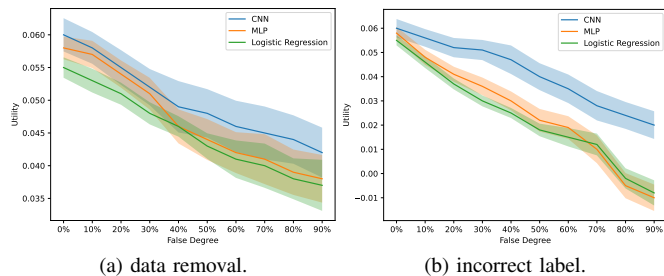 CNN
MLP
Logistic Regression
0.060
0.055
0.050
0.045
0.040
0.035
Utility
0% 10% 20% 30% 40% 50% 60% 70% 80% 90%
False Degree
(a) data removal.
CNN
MLP
Logistic Regression
0.06
0.05
0.04
0.03
0.02
0.01
0.00
−0.01
Utility
0% 10% 20% 30% 40% 50% 60% 70% 80% 90%
False Degree
(b) incorrect label.